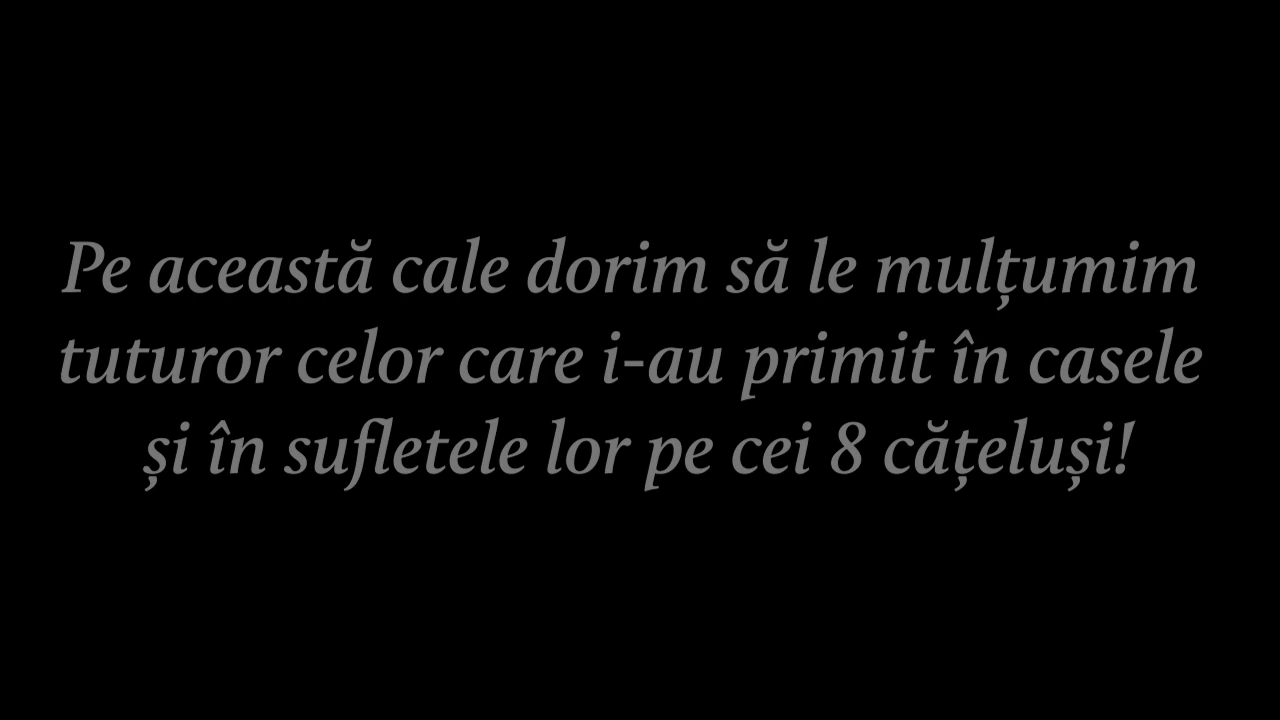 Pe această cale dorim să le mulțumim
tuturor celor care i-au primit în casele
și în sufletele lor pe cei 8 cățeluși!